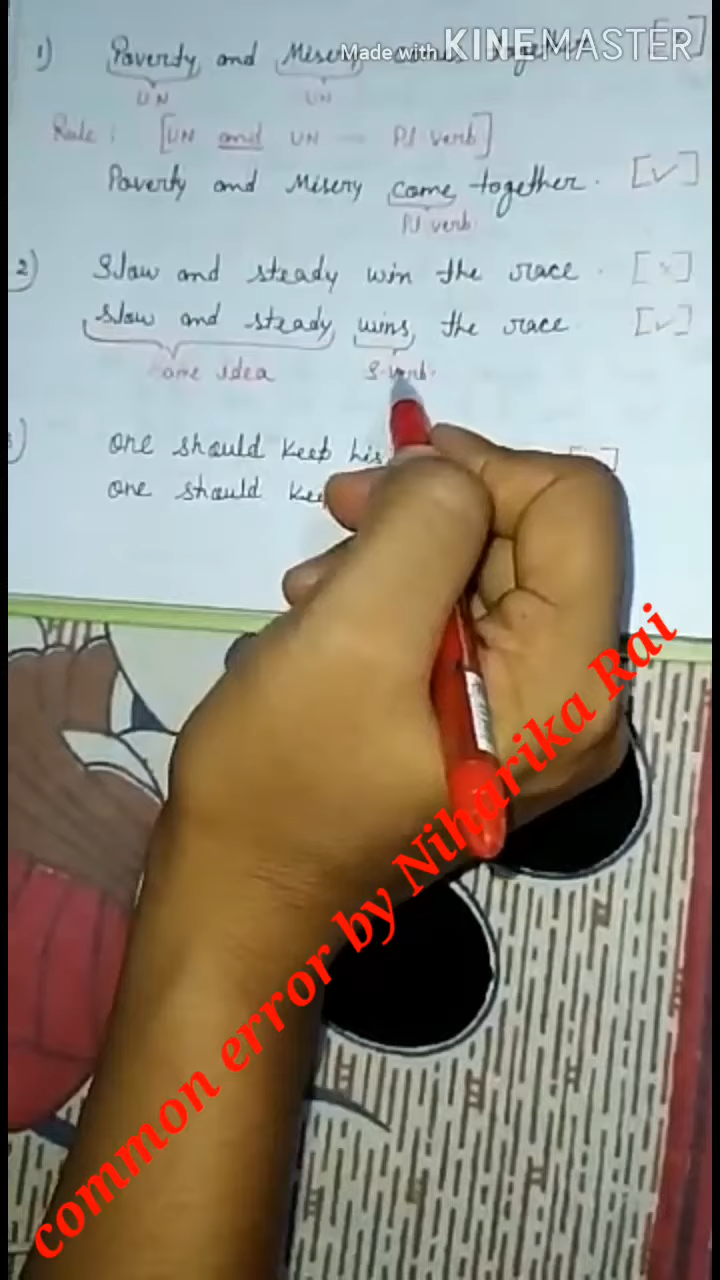 Made with KINEMASTER
1) Poverty and Misery together []
UN UN
Rule: [UN and UN — Pl verb]
Poverty and Misery come together. [✓]
Pl verb
2) Slow and steady win the race. [×]
Slow and steady wins the race. [✓]
one idea S. verb.
one should keep his
one should
common error by Niharika Rai